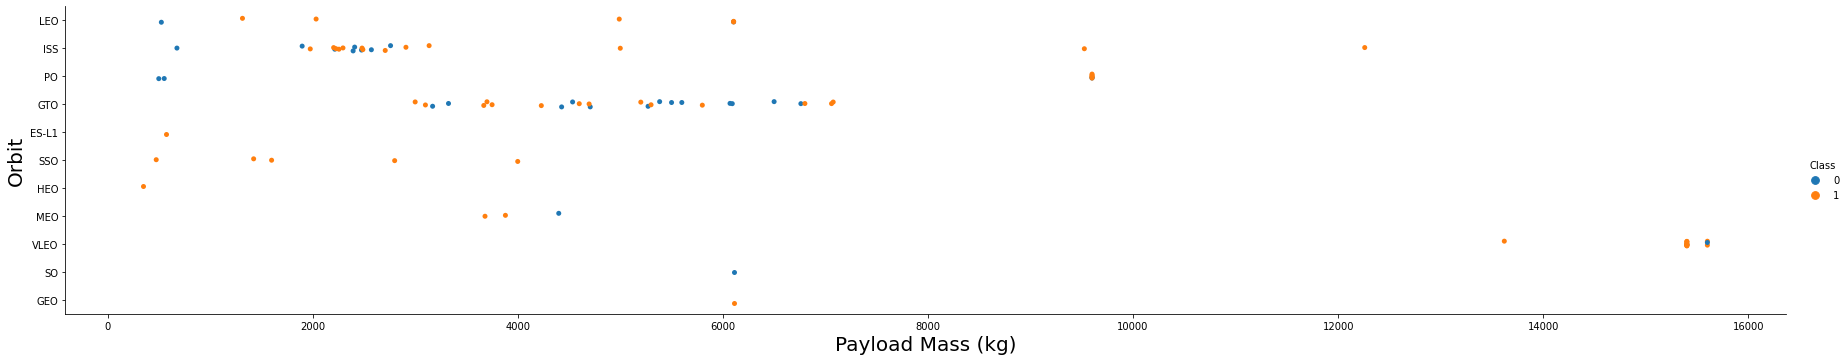 LEO
ISS
PO
GTO
ES-L1
SSO
HEO
MEO
VLEO
SO
GEO
Orbit
0 2000 4000 6000 8000 10000 12000 14000 16000
Payload Mass (kg)
Class
0
1